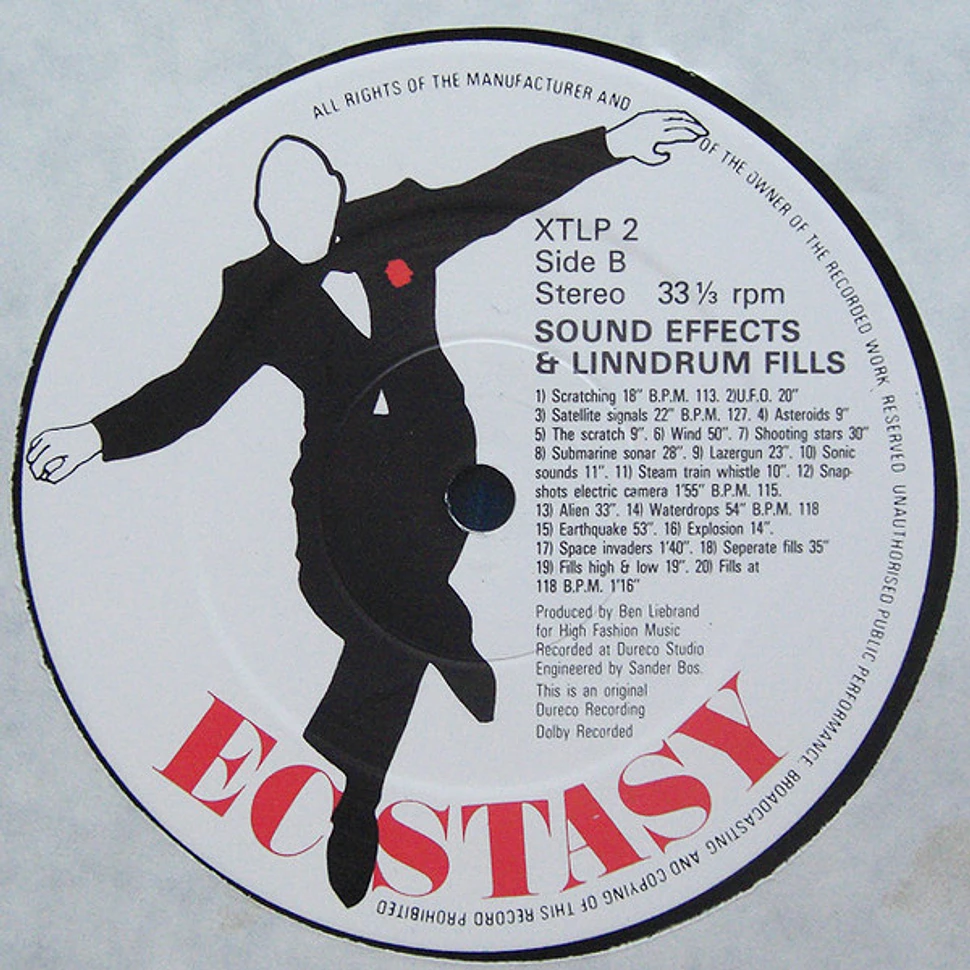 ALL RIGHTS OF THE MANUFACTURER AND OF THE OWNER OF THE RECORDED WORK RESERVED UNAUTHORISED PUBLIC PERFORMANCE, BROADCASTING AND COPYING OF THIS RECORD PROHIBITED
XTLP 2
Side B
Stereo 33 ⅓ rpm
SOUND EFFECTS
& LINNDRUM FILLS
1) Scratching 18" B.P.M. 113. 2)U.F.O. 20"
3) Satellite signals 22" B.P.M. 127. 4) Asteroids 9"
5) The scratch 9". 6) Wind 50". 7) Shooting stars 30"
8) Submarine sonar 28". 9) Lazergun 23". 10) Sonic
sounds 11". 11) Steam train whistle 10". 12) Snap-
shots electric camera 1'55" B.P.M. 115.
13) Alien 33". 14) Waterdrops 54" B.P.M. 118
15) Earthquake 53". 16) Explosion 14".
17) Space invaders 1'40". 18) Seperate fills 35"
19) Fills high & low 19". 20) Fills at
118 B.P.M. 1'16"
Produced by Ben Liebrand
for High Fashion Music
Recorded at Dureco Studio
Engineered by Sander Bos.
This is an original
Dureco Recording
Dolby Recorded
ECSTASY